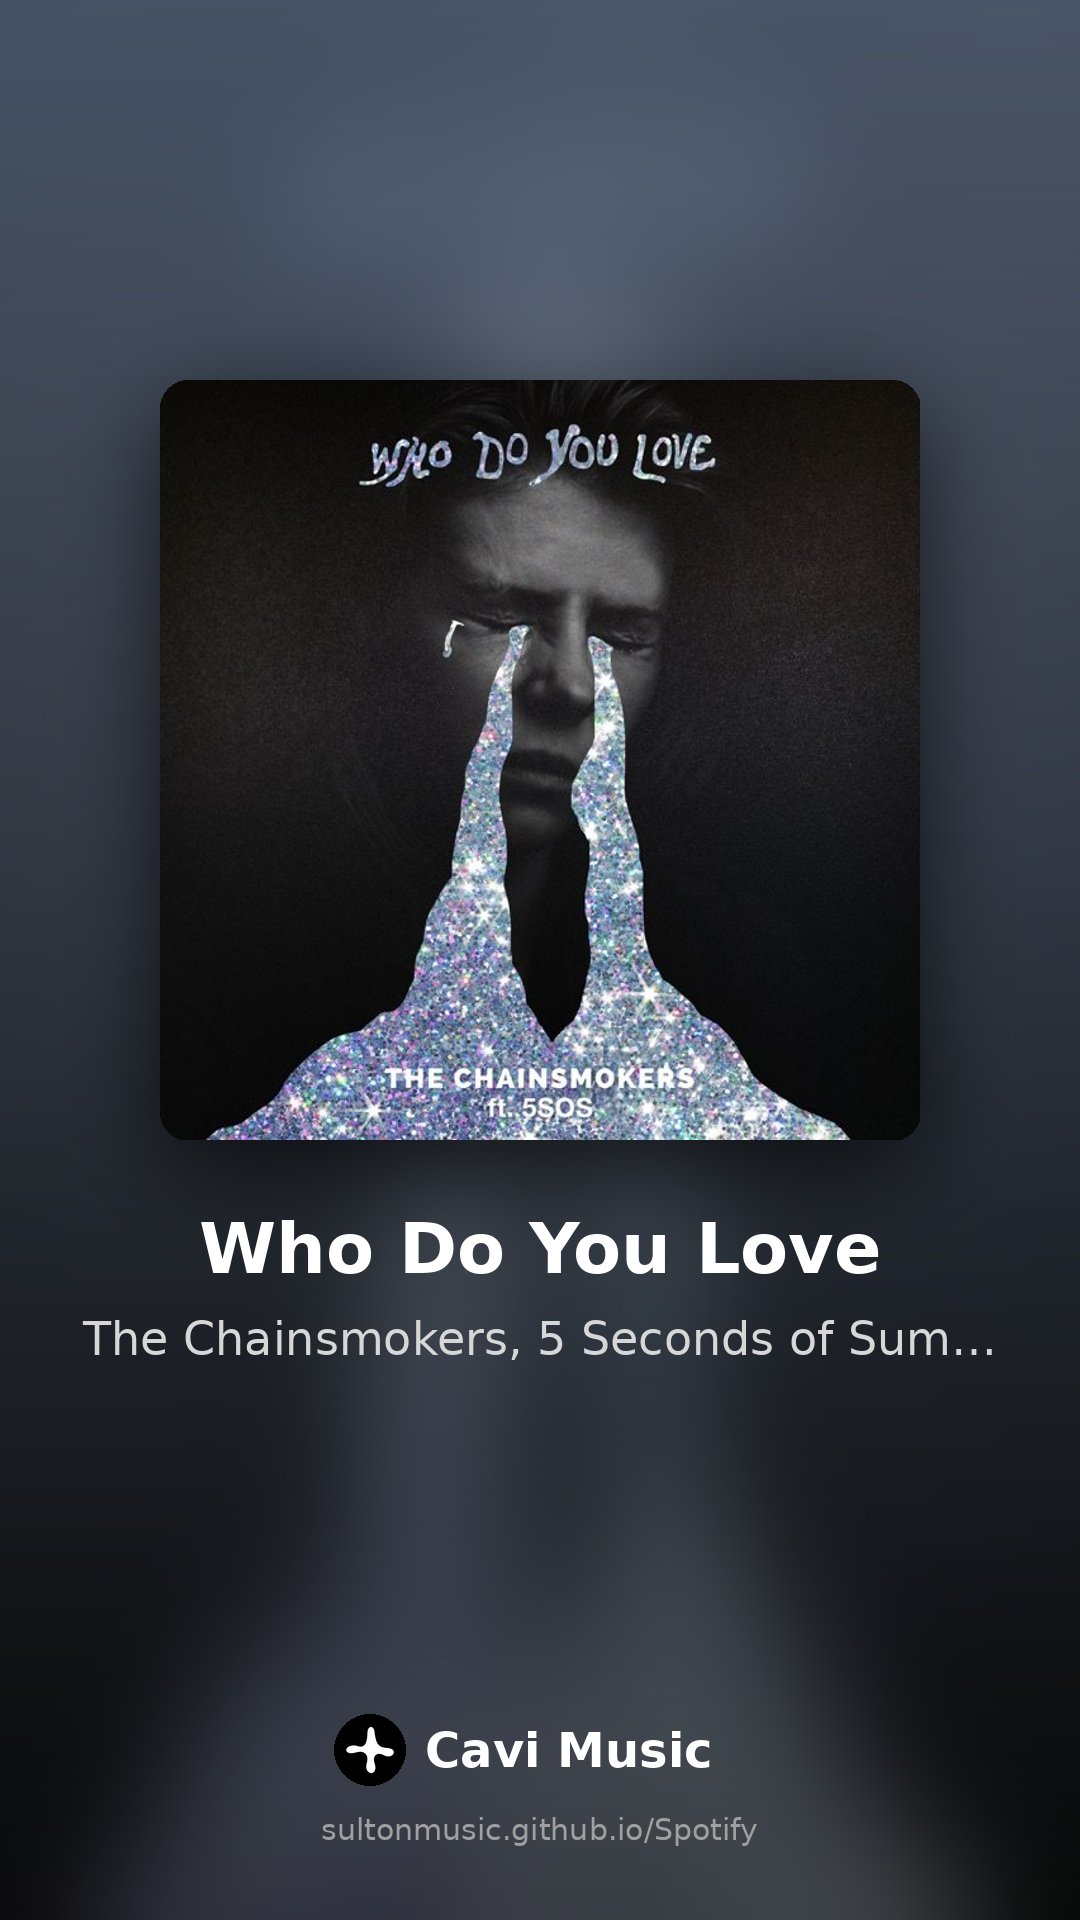 WHO DO YOU LOVE
THE CHAINSMOKERS
ft. 5SOS
Who Do You Love
The Chainsmokers, 5 Seconds of Sum...
Cavi Music
sultonmusic.github.io/Spotify